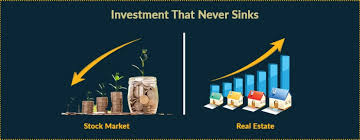 Investment That Never Sinks
Stock Market
Real Estate